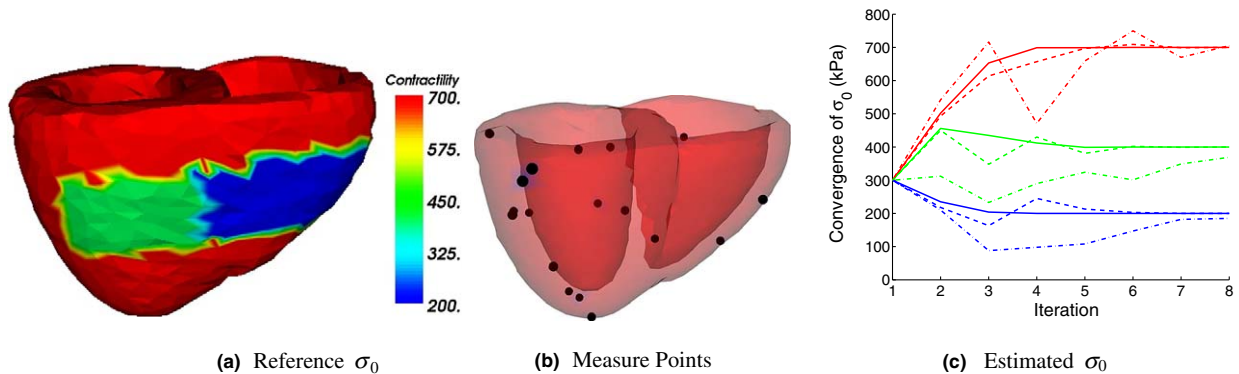 Contractility
700.
575.
450.
325.
200.
(a) Reference σ0
(b) Measure Points
Convergence of σ0 (kPa)
800
700
600
500
400
300
200
100
0
1 2 3 4 5 6 7 8
Iteration
(c) Estimated σ0